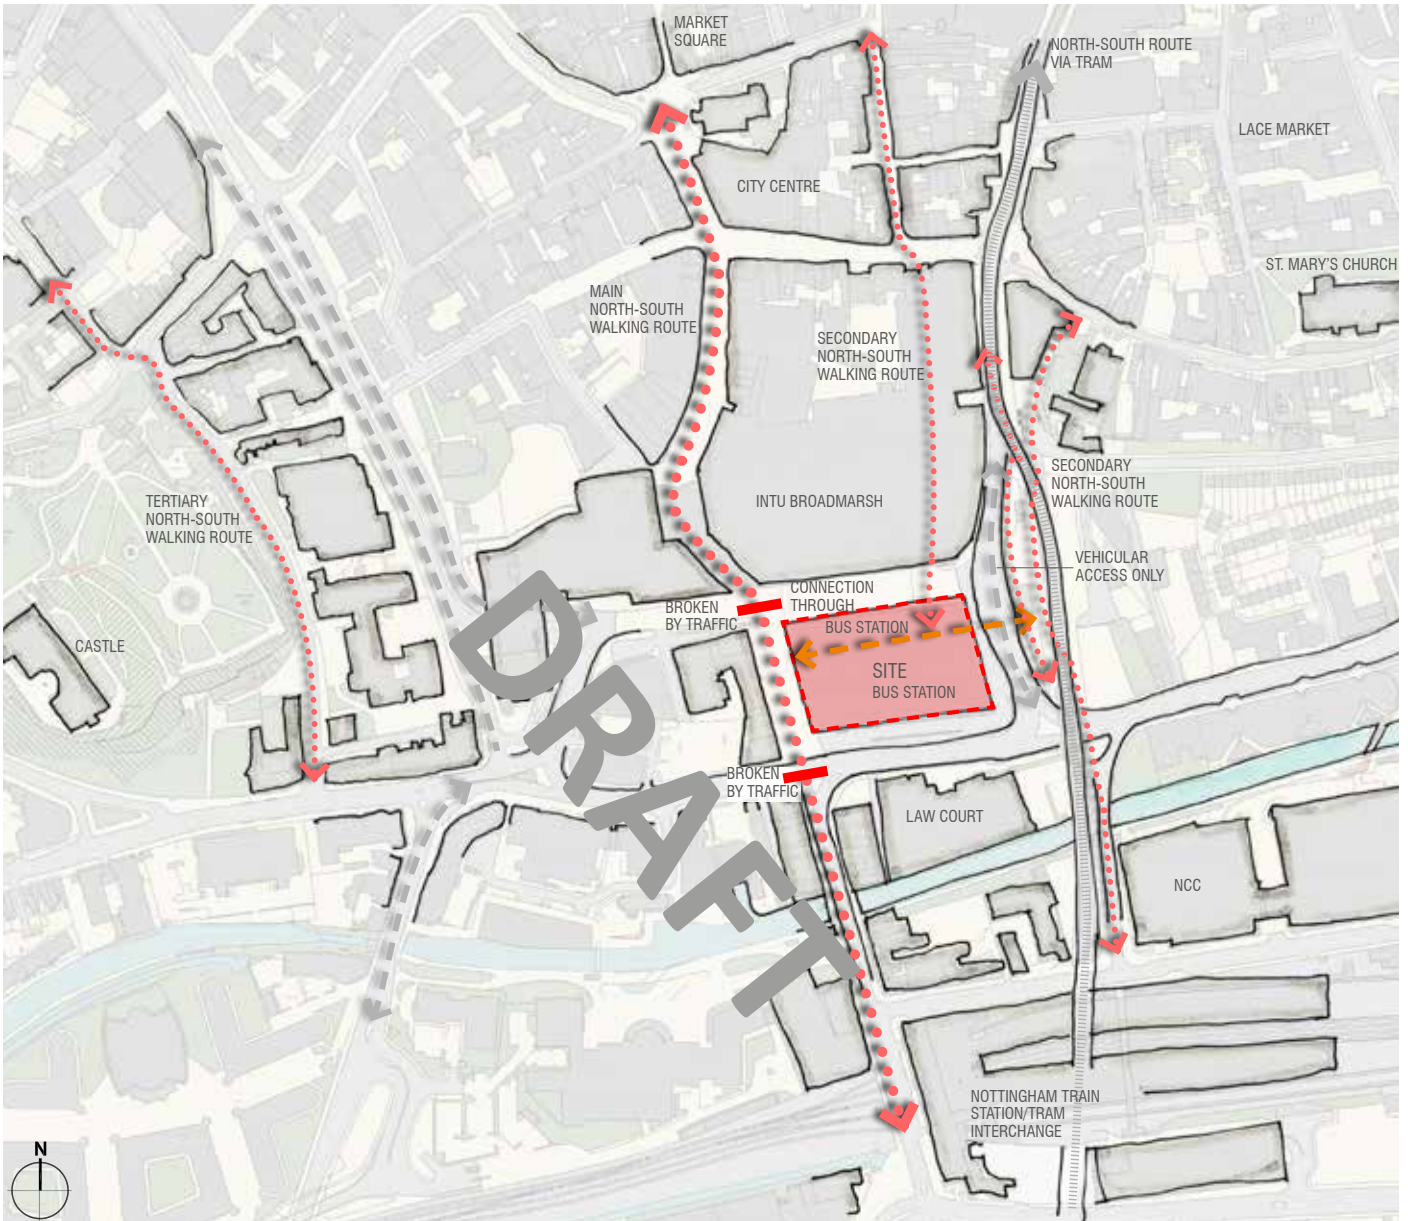 MARKET
SQUARE
NORTH-SOUTH ROUTE
VIA TRAM
LACE MARKET
CITY CENTRE
ST. MARY'S CHURCH
MAIN
NORTH-SOUTH
WALKING ROUTE
SECONDARY
NORTH-SOUTH
WALKING ROUTE
TERTIARY
NORTH-SOUTH
WALKING ROUTE
INTU BROADMARSH
SECONDARY
NORTH-SOUTH
WALKING ROUTE
VEHICULAR
ACCESS ONLY
CONNECTION
THROUGH
BUS STATION
BROKEN
BY TRAFFIC
CASTLE
SITE
BUS STATION
BROKEN
BY TRAFFIC
LAW COURT
NCC
DRAFT
NOTTINGHAM TRAIN
STATION/TRAM
INTERCHANGE
N